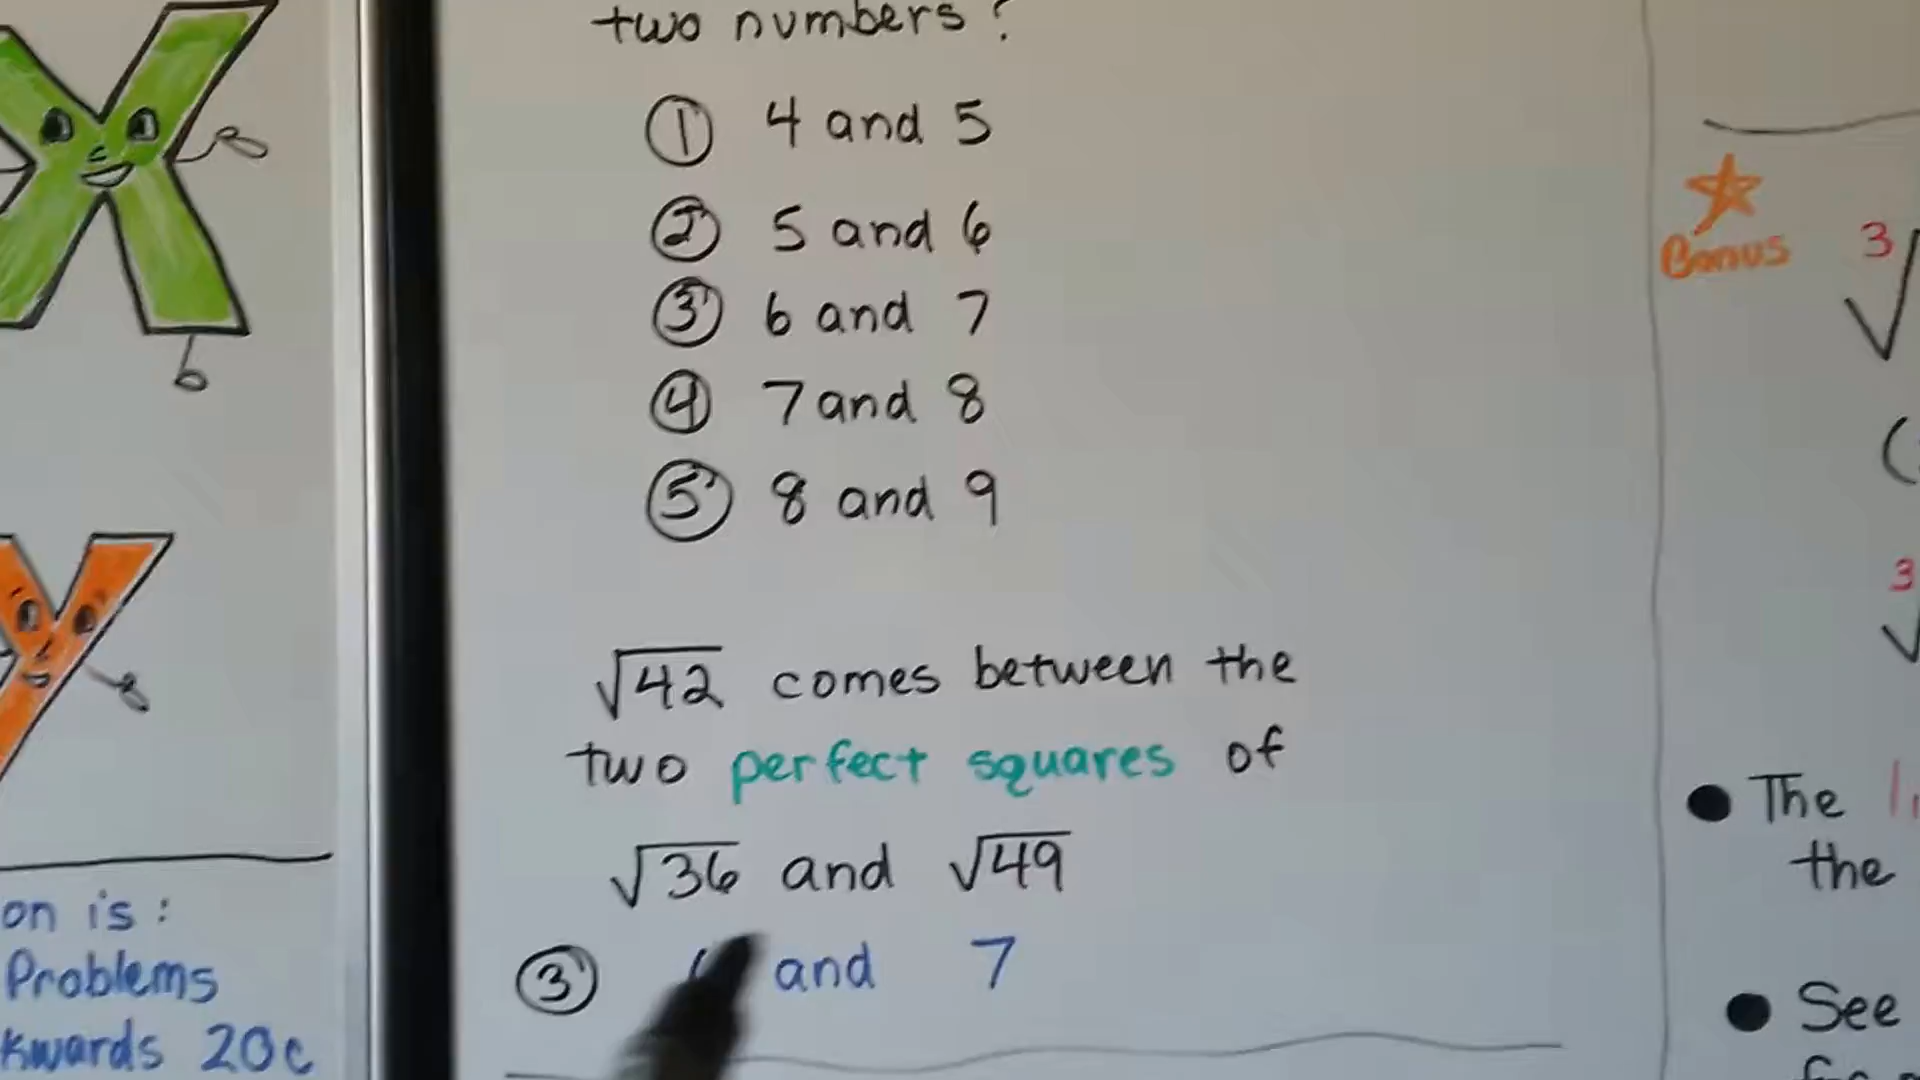 two numbers?
① 4 and 5
② 5 and 6
③ 6 and 7
④ 7 and 8
⑤ 8 and 9
√42 comes between the
two perfect squares of
√36 and √49
③ and 7
on is:
Problems
kwards 20c
Bonus
3√
3√
• The
the
• See